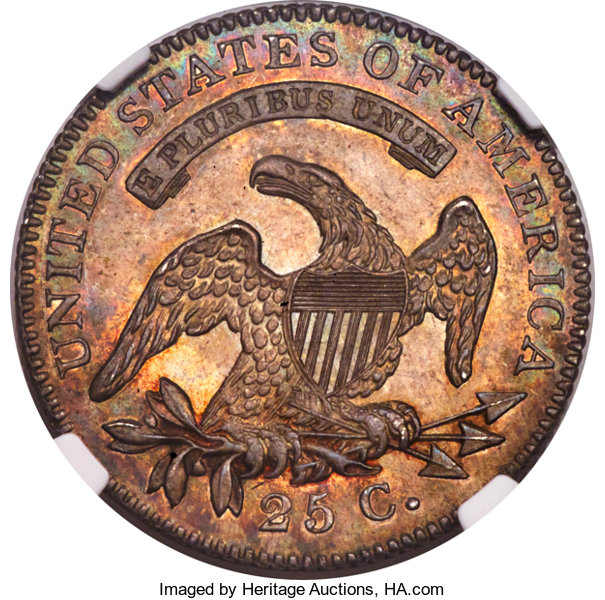 UNITED STATES OF AMERICA
E PLURIBUS UNUM
25 C.
Imaged by Heritage Auctions, HA.com